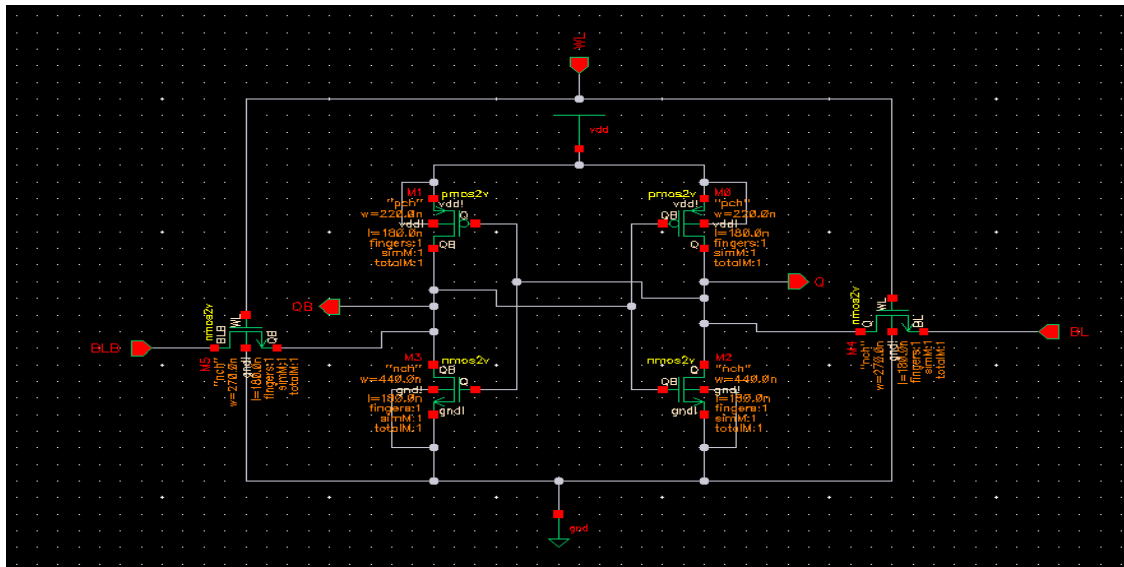 WL
vdd
M1
pmos2v
vdd!
"pch"
w=220.0n
Q
vdd!
l=180.0n
fingers:1
QB
simM:1
totalM:1
pmos2v
M0
vdd!
"pch"
QB
w=220.0n
vdd!
l=180.0n
fingers:1
Q
simM:1
totalM:1
QB
Q
BLB
nmos2v
BLB
WL
QB
M5
gnd!
"nch"
w=270.0n
l=180.0n
fingers:1
simM:1
totalM:1
M3
nmos2v
"nch"
QB
w=440.0n
Q
gnd!
l=180.0n
fingers:1
gnd!
simM:1
totalM:1
nmos2v
M2
Q
"nch"
QB
w=440.0n
gnd!
l=180.0n
gnd!
fingers:1
simM:1
totalM:1
nmos2v
Q
WL
BL
M4
gnd!
"nch"
w=270.0n
l=180.0n
fingers:1
simM:1
totalM:1
BL
gnd